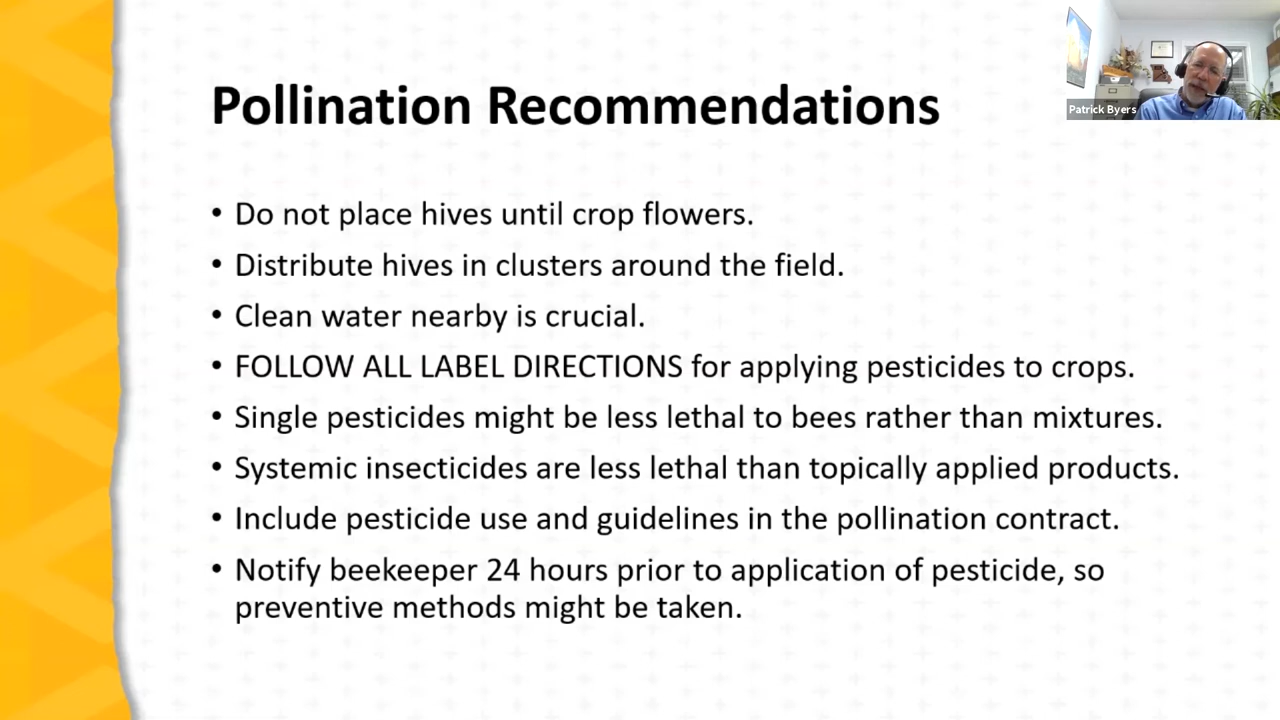 Pollination Recommendations
Patrick Byers
• Do not place hives until crop flowers.
• Distribute hives in clusters around the field.
• Clean water nearby is crucial.
• FOLLOW ALL LABEL DIRECTIONS for applying pesticides to crops.
• Single pesticides might be less lethal to bees rather than mixtures.
• Systemic insecticides are less lethal than topically applied products.
• Include pesticide use and guidelines in the pollination contract.
• Notify beekeeper 24 hours prior to application of pesticide, so
preventive methods might be taken.